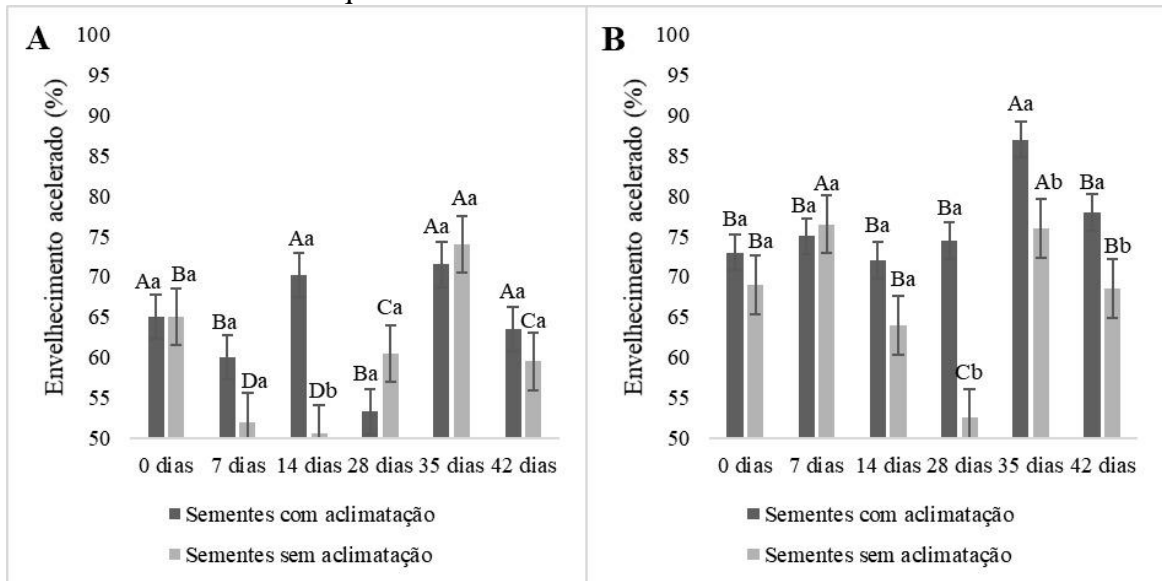 A
Envelhecimento acelerado (%)
100
95
90
85
80
75
70
65
60
55
50
Aa Ba
Ba Da
Aa Db
Ba Ca
Aa Aa
Aa Ca
0 dias 7 dias 14 dias 28 dias 35 dias 42 dias
Sementes com aclimatação
Sementes sem aclimatação
B
Envelhecimento acelerado (%)
100
95
90
85
80
75
70
65
60
55
50
Ba Ba
Ba Aa
Ba Ba
Ba Cb
Aa Ab
Ba Bb
0 dias 7 dias 14 dias 28 dias 35 dias 42 dias
Sementes com aclimatação
Sementes sem aclimatação